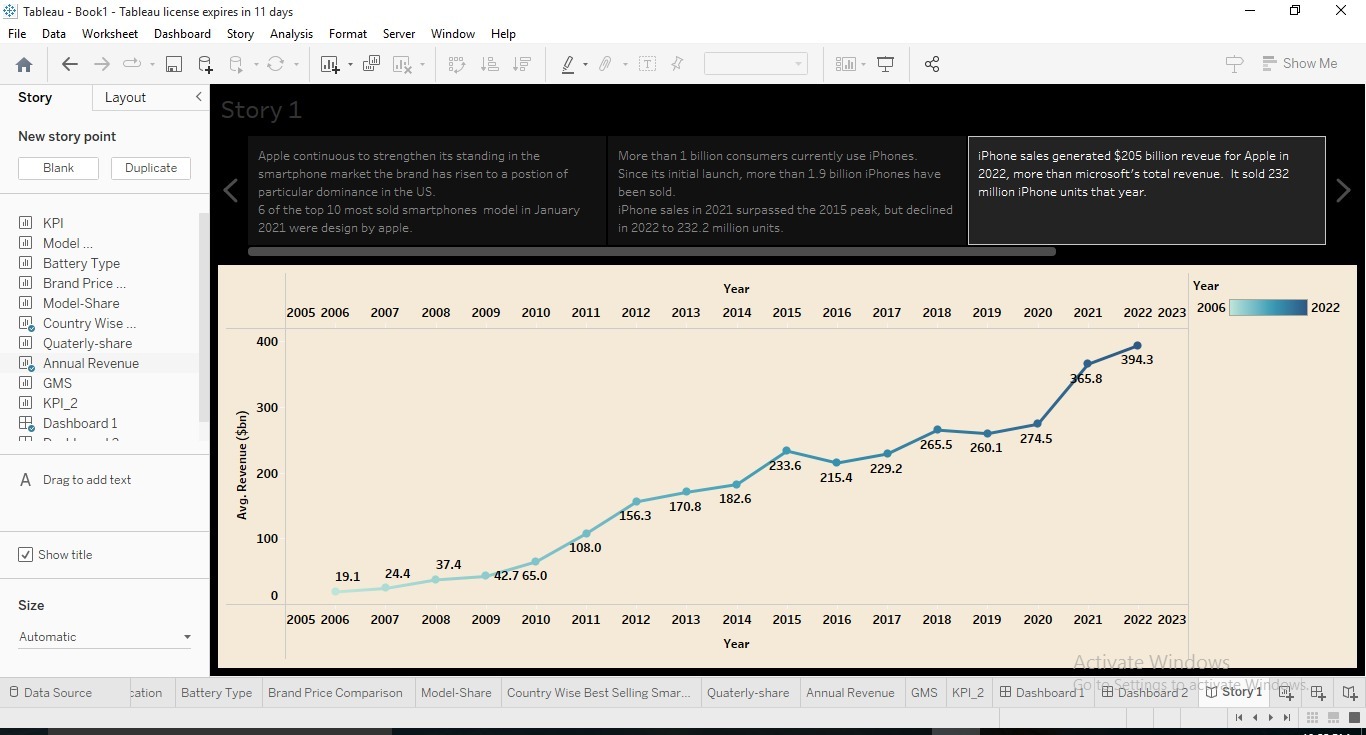 Tableau - Book1 - Tableau license expires in 11 days
File Data Worksheet Dashboard Story Analysis Format Server Window Help
Show Me
Story Layout
New story point
Blank Duplicate
KPI
Model ...
Battery Type
Brand Price ...
Model-Share
Country Wise ...
Quaterly-share
Annual Revenue
GMS
KPI_2
Dashboard 1
A Drag to add text
Show title
Size
Automatic
Story 1
Apple continuous to strengthen its standing in the
smartphone market the brand has risen to a postion of
particular dominance in the US.
6 of the top 10 most sold smartphones model in January
2021 were design by apple.
More than 1 billion consumers currently use iPhones.
Since its initial launch, more than 1.9 billion iPhones have
been sold.
iPhone sales in 2021 surpassed the 2015 peak, but declined
in 2022 to 232.2 million units.
iPhone sales generated $205 billion reveue for Apple in
2022, more than microsoft's total revenue. It sold 232
million iPhone units that year.
Year
2005 2006 2007 2008 2009 2010 2011 2012 2013 2014 2015 2016 2017 2018 2019 2020 2021 2022 2023
Year
2006 2022
400
300
200
100
0
Avg. Revenue ($bn)
19.1 24.4 37.4 42.7 65.0 108.0 156.3 170.8 182.6 233.6 215.4 229.2 265.5 260.1 274.5 365.8 394.3
2005 2006 2007 2008 2009 2010 2011 2012 2013 2014 2015 2016 2017 2018 2019 2020 2021 2022 2023
Year
Activate Windows
Go to Settings to activate Windows.
Data Source cation Battery Type Brand Price Comparison Model-Share Country Wise Best Selling Smar... Quaterly-share Annual Revenue GMS KPI_2 Dashboard 1 Dashboard 2 Story 1